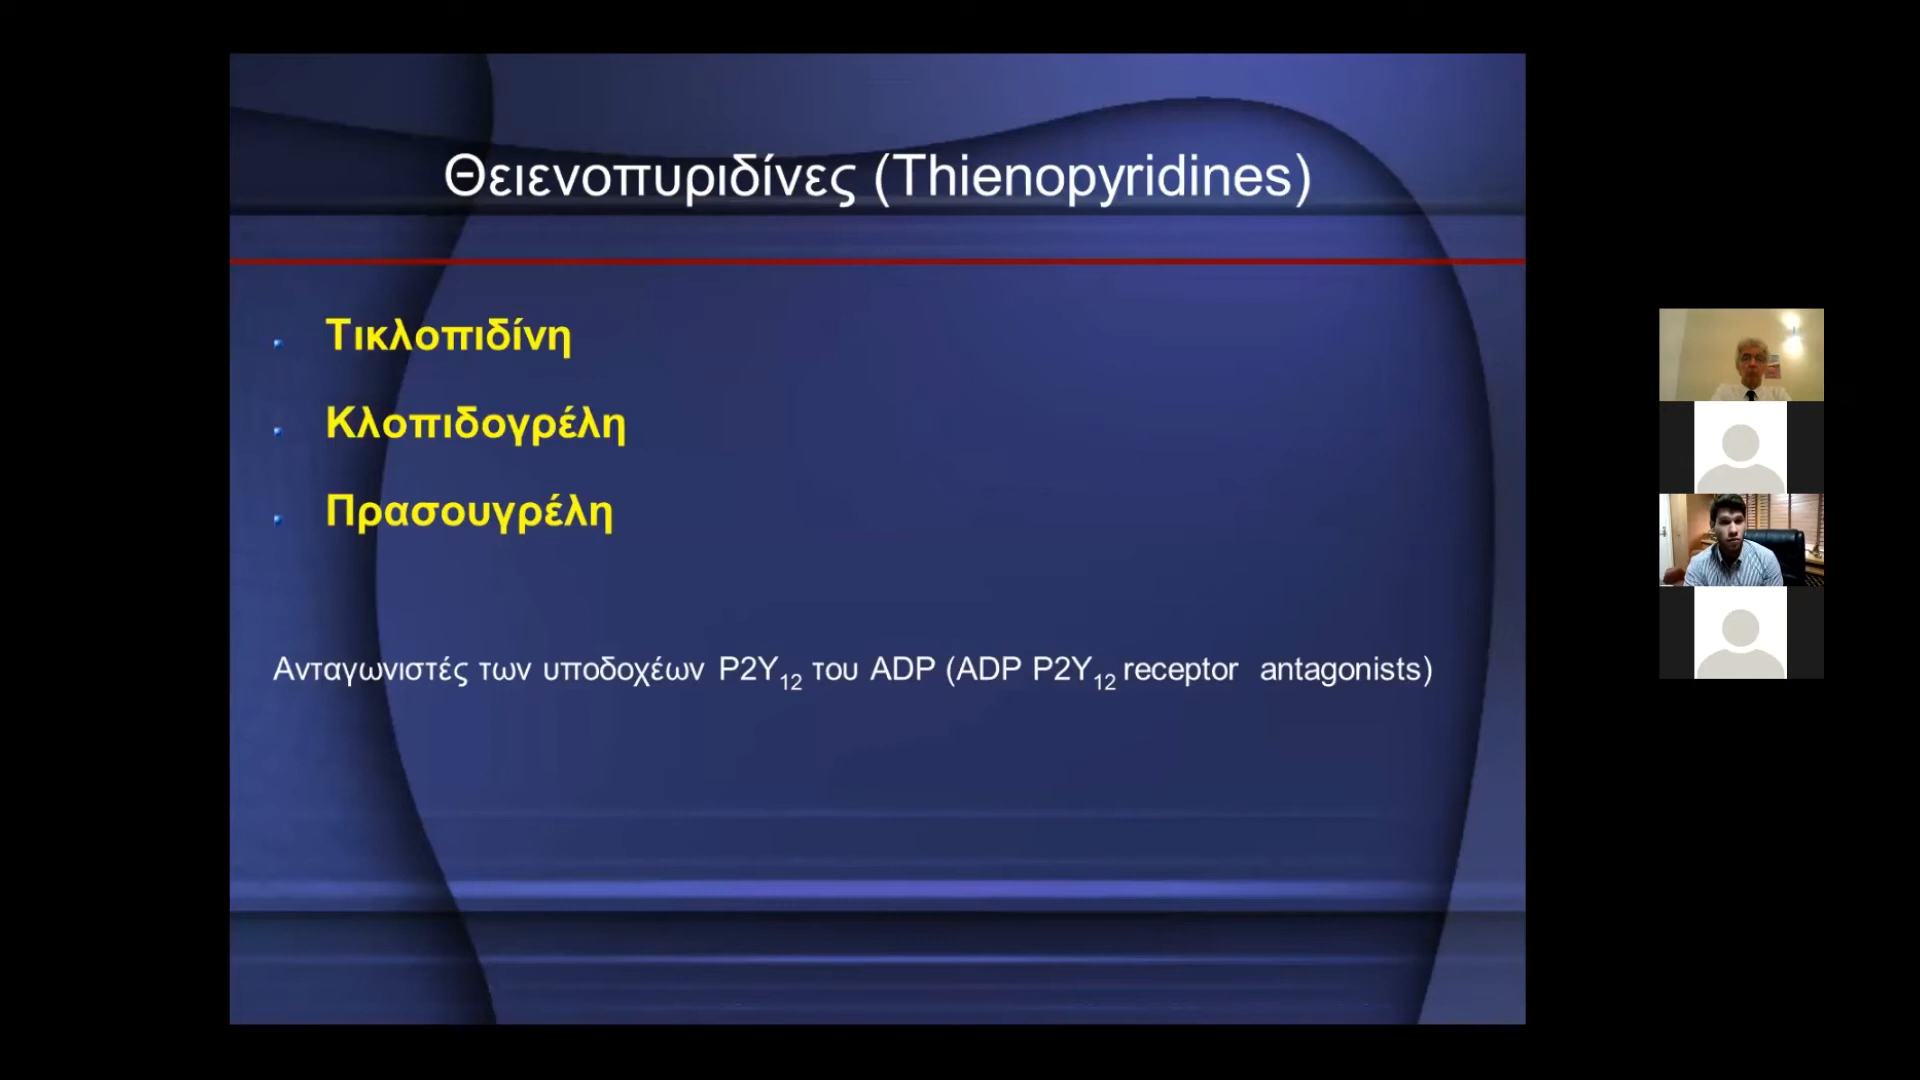 Θειενοπυριδίνες (Thienopyridines)
Τικλοπιδίνη
Κλοπιδογρέλη
Πρασουγρέλη
Ανταγωνιστές των υποδοχέων P2Y12 του ADP (ADP P2Y12 receptor antagonists)